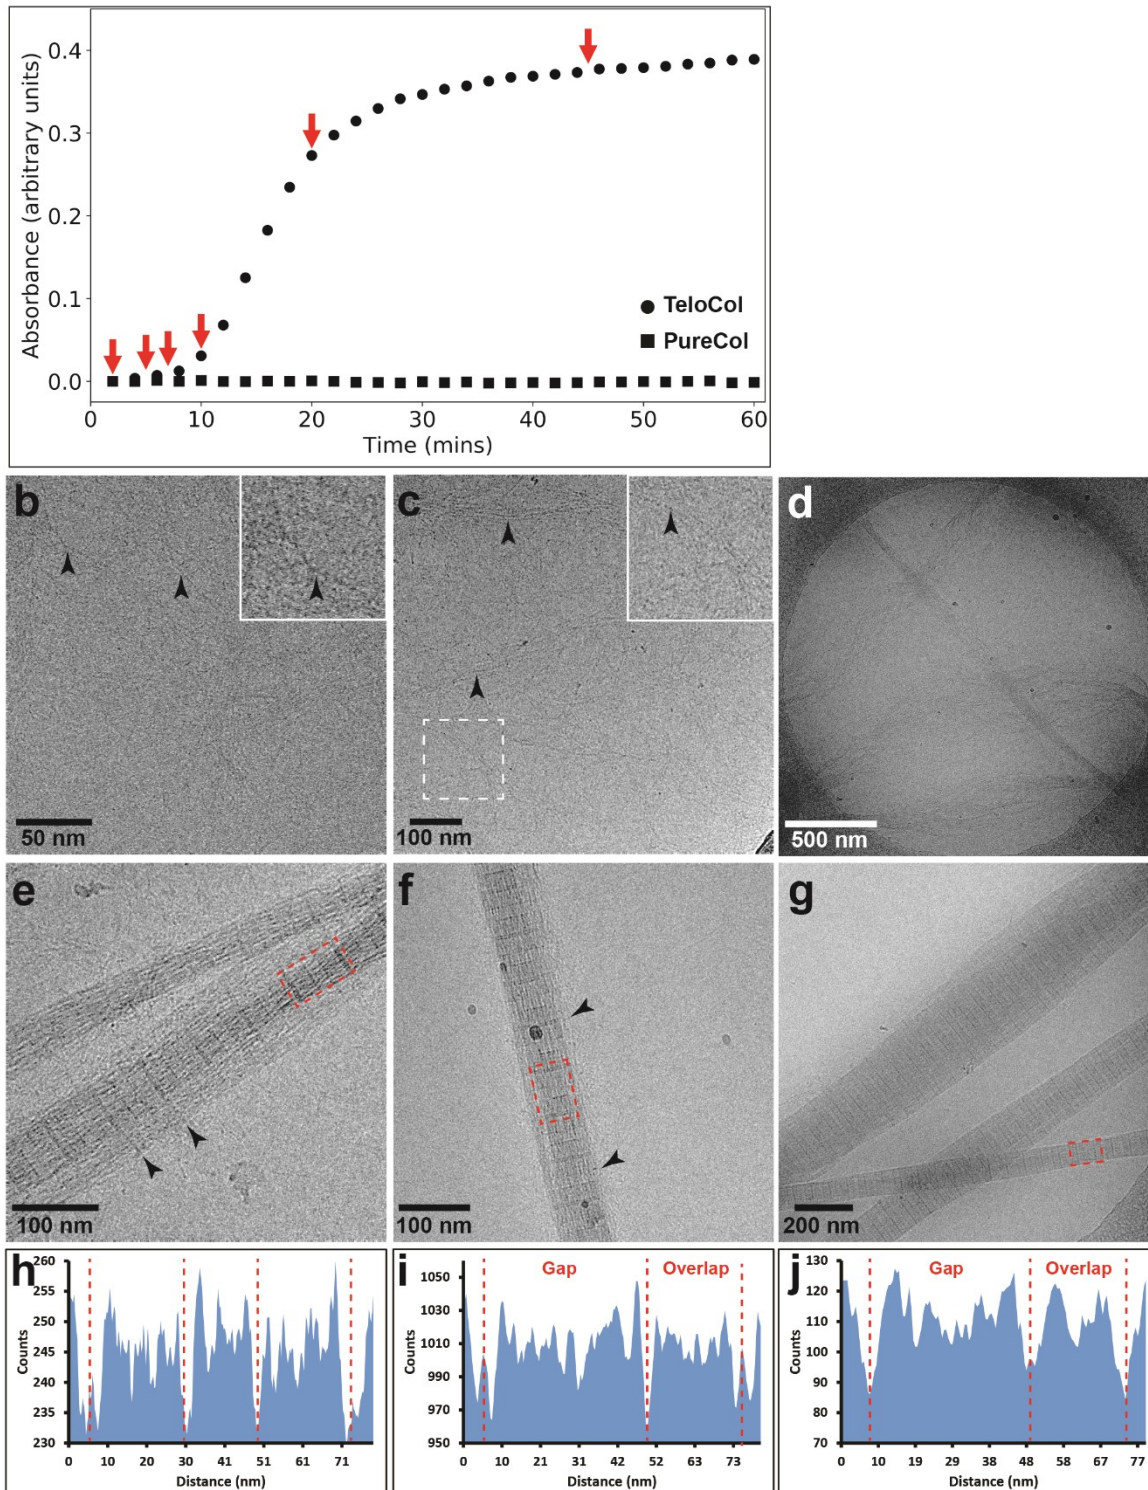 0.4
0.3
0.2
0.1
0.0
Absorbance (arbitrary units)
TeloCol
PureCol
0 10 20 30 40 50 60
Time (mins)
b c d
50 nm 100 nm 500 nm
e f g
100 nm 100 nm 200 nm
h
260
255
250
245
240
235
230
Counts
0 10 20 30 41 51 61 71
Distance (nm)
i
Gap Overlap
1050
1030
1010
990
970
950
Counts
0 10 21 31 42 52 63 73
Distance (nm)
j
Gap Overlap
130
120
110
100
90
80
70
Counts
0 10 19 29 38 48 58 67 77
Distance (nm)